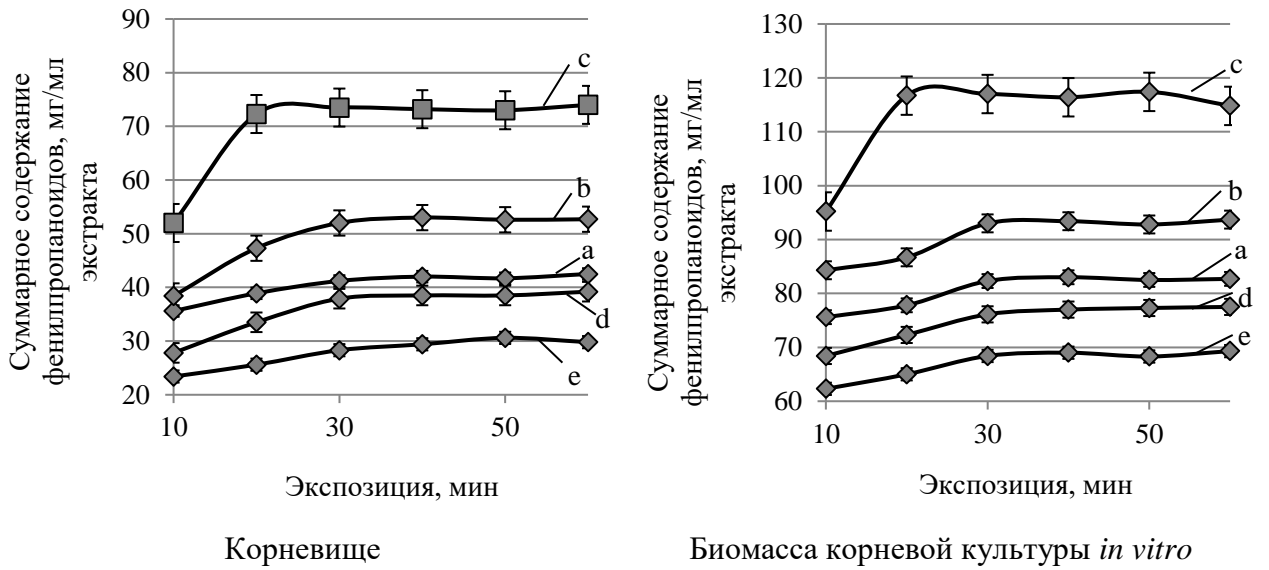 Суммарное содержание
фенилпропаноидов, мг/мл
экстракта
90
80
70
60
50
40
30
20
10
30
50
c
b
a
d
e
Экспозиция, мин
Корневище
Суммарное содержание
фенилпропаноидов, мг/мл
экстракта
130
120
110
100
90
80
70
60
10
30
50
c
b
a
d
e
Экспозиция, мин
Биомасса корневой культуры in vitro